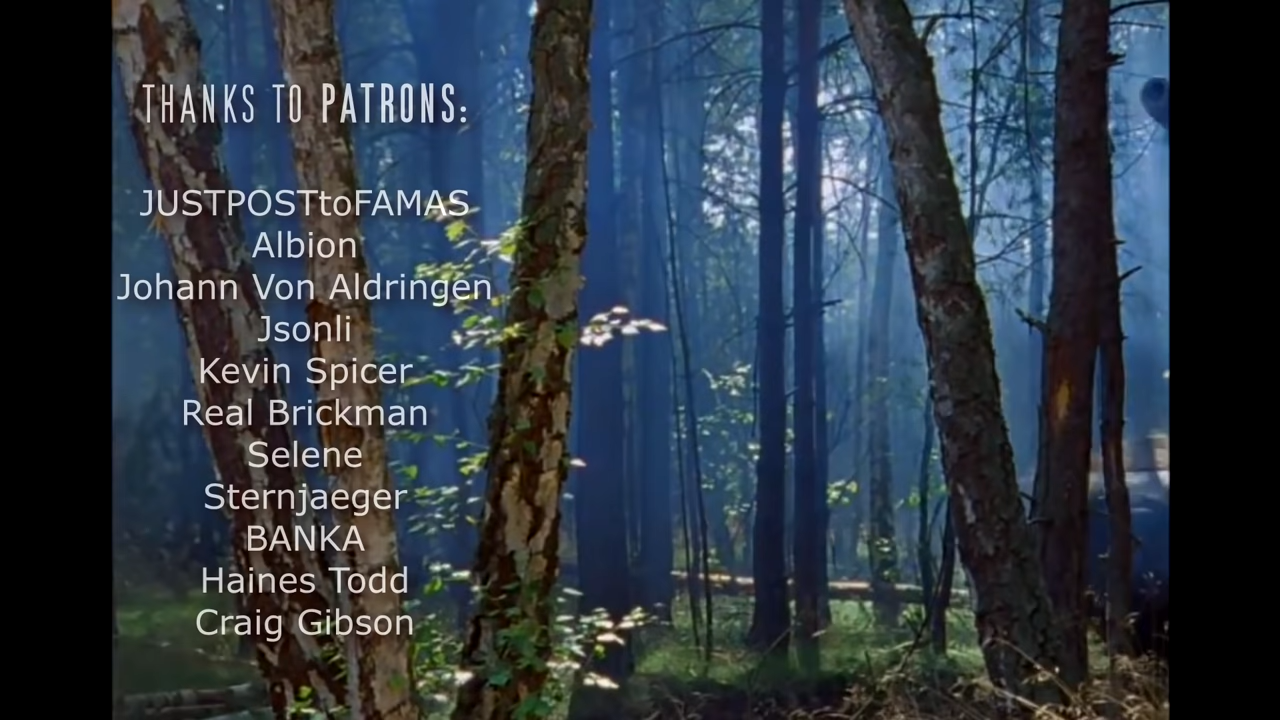 THANKS TO PATRONS:
JUSTPOSTtoFAMAS
Albion
Johann Von Aldringen
Jsonli
Kevin Spicer
Real Brickman
Selene
Sternjaeger
BANKA
Haines Todd
Craig Gibson